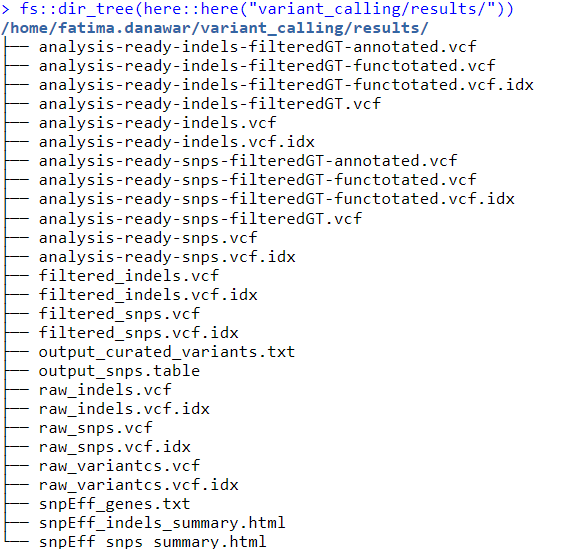 > fs::dir_tree(here::here("variant_calling/results/"))
/home/fatima.danawar/variant_calling/results/
├── analysis-ready-indels-filteredGT-annotated.vcf
├── analysis-ready-indels-filteredGT-functotated.vcf
├── analysis-ready-indels-filteredGT-functotated.vcf.idx
├── analysis-ready-indels-filteredGT.vcf
├── analysis-ready-indels.vcf
├── analysis-ready-indels.vcf.idx
├── analysis-ready-snps-filteredGT-annotated.vcf
├── analysis-ready-snps-filteredGT-functotated.vcf
├── analysis-ready-snps-filteredGT-functotated.vcf.idx
├── analysis-ready-snps-filteredGT.vcf
├── analysis-ready-snps.vcf
├── analysis-ready-snps.vcf.idx
├── filtered_indels.vcf
├── filtered_indels.vcf.idx
├── filtered_snps.vcf
├── filtered_snps.vcf.idx
├── output_curated_variants.txt
├── output_snps.table
├── raw_indels.vcf
├── raw_indels.vcf.idx
├── raw_snps.vcf
├── raw_snps.vcf.idx
├── raw_variantcs.vcf
├── raw_variantcs.vcf.idx
├── snpEff_genes.txt
├── snpEff_indels_summary.html
└── snpEff_snps_summary.html